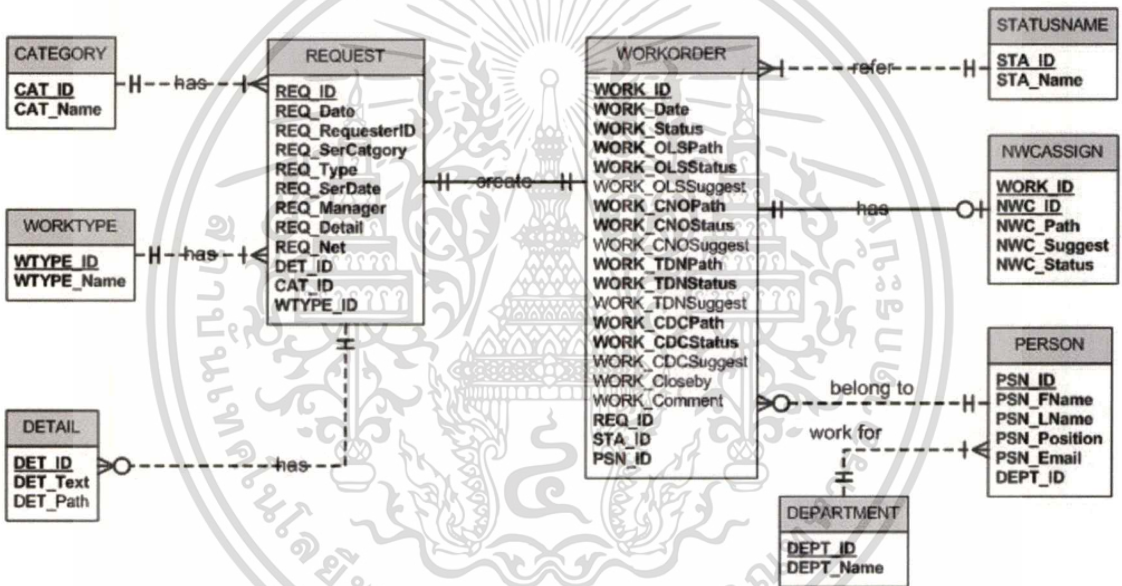 CATEGORY
CAT_ID
CAT_Name
has
REQUEST
REQ_ID
REQ_Date
REQ_RequesterID
REQ_SerCatgory
REQ_Type
REQ_SerDate
REQ_Manager
REQ_Detail
REQ_Net
DET_ID
CAT_ID
WTYPE_ID
WORKTYPE
WTYPE_ID
WTYPE_Name
has
DETAIL
DET_ID
DET_Text
DET_Path
has
create
WORKORDER
WORK_ID
WORK_Date
WORK_Status
WORK_OLSPath
WORK_OLSStatus
WORK_OLSSuggest
WORK_CNOPath
WORK_CNOStaus
WORK_CNOSuggest
WORK_TDNPath
WORK_TDNStatus
WORK_TDNSuggest
WORK_CDCPath
WORK_CDCStatus
WORK_CDCSuggest
WORK_Closeby
WORK_Comment
REQ_ID
STA_ID
PSN_ID
refer
STATUSNAME
STA_ID
STA_Name
has
NWCASSIGN
WORK_ID
NWC_ID
NWC_Path
NWC_Suggest
NWC_Status
belong to
PERSON
PSN_ID
PSN_FName
PSN_LName
PSN_Position
PSN_Email
DEPT_ID
work for
DEPARTMENT
DEPT_ID
DEPT_Name